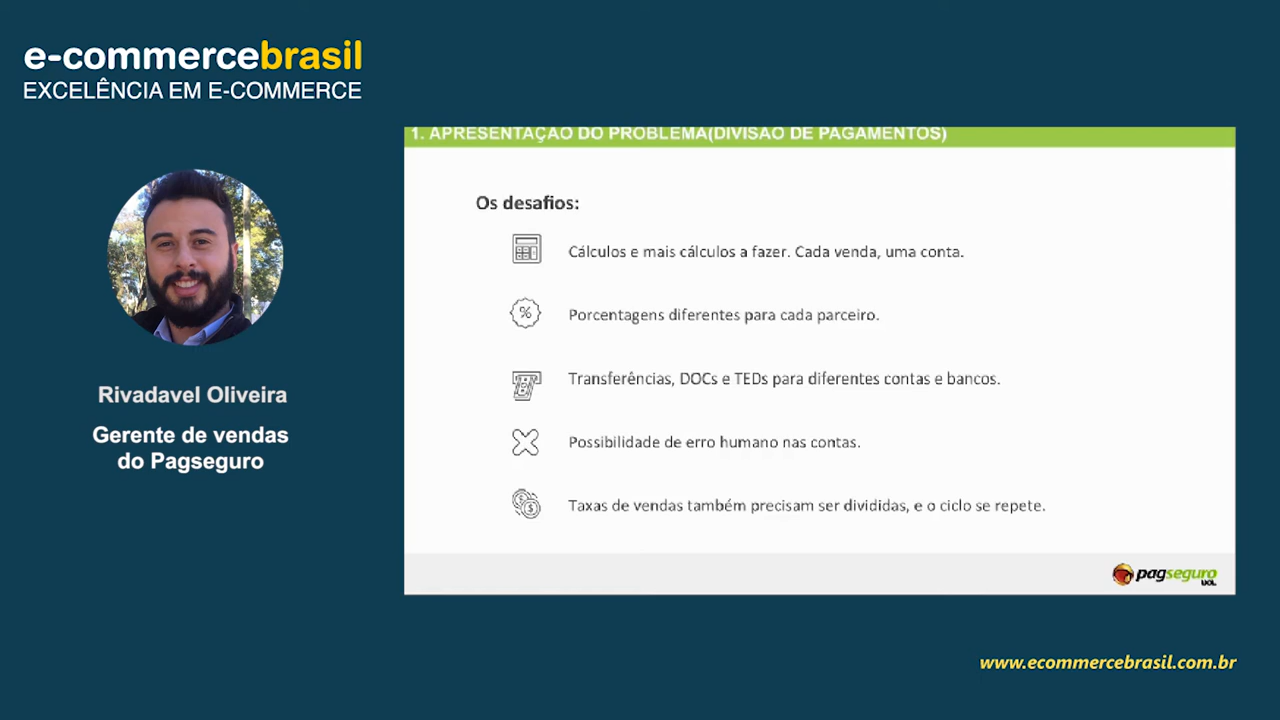 e-commercebrasil
EXCELÊNCIA EM E-COMMERCE
1. APRESENTAÇÃO DO PROBLEMA(DIVISÃO DE PAGAMENTOS)
Os desafios:
Cálculos e mais cálculos a fazer. Cada venda, uma conta.
%
Porcentagens diferentes para cada parceiro.
Transferências, DOCs e TEDs para diferentes contas e bancos.
Possibilidade de erro humano nas contas.
Taxas de vendas também precisam ser divididas, e o ciclo se repete.
Rivadavel Oliveira
Gerente de vendas
do Pagseguro
pagseguro
UOL
www.ecommercebrasil.com.br